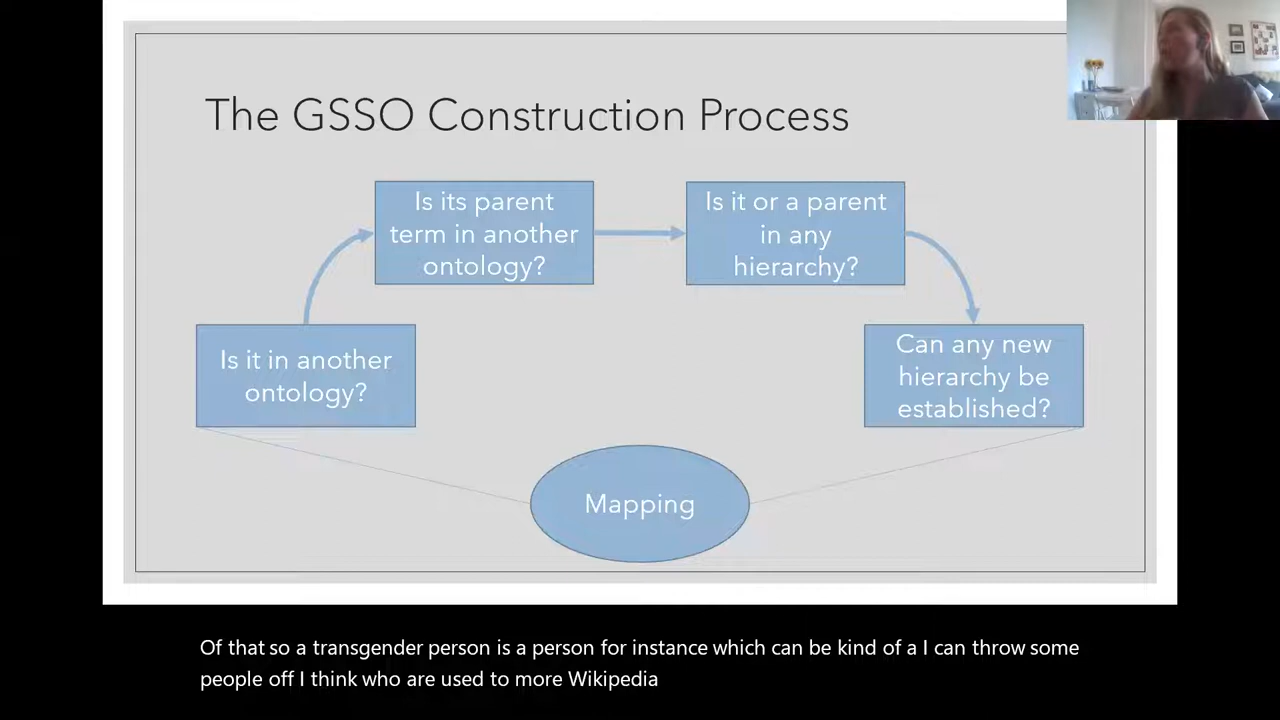 The GSSO Construction Process
Is its parent
term in another
ontology?
Is it or a parent
in any
hierarchy?
Is it in another
ontology?
Can any new
hierarchy be
established?
Mapping
Of that so a transgender person is a person for instance which can be kind of a I can throw some
people off I think who are used to more Wikipedia